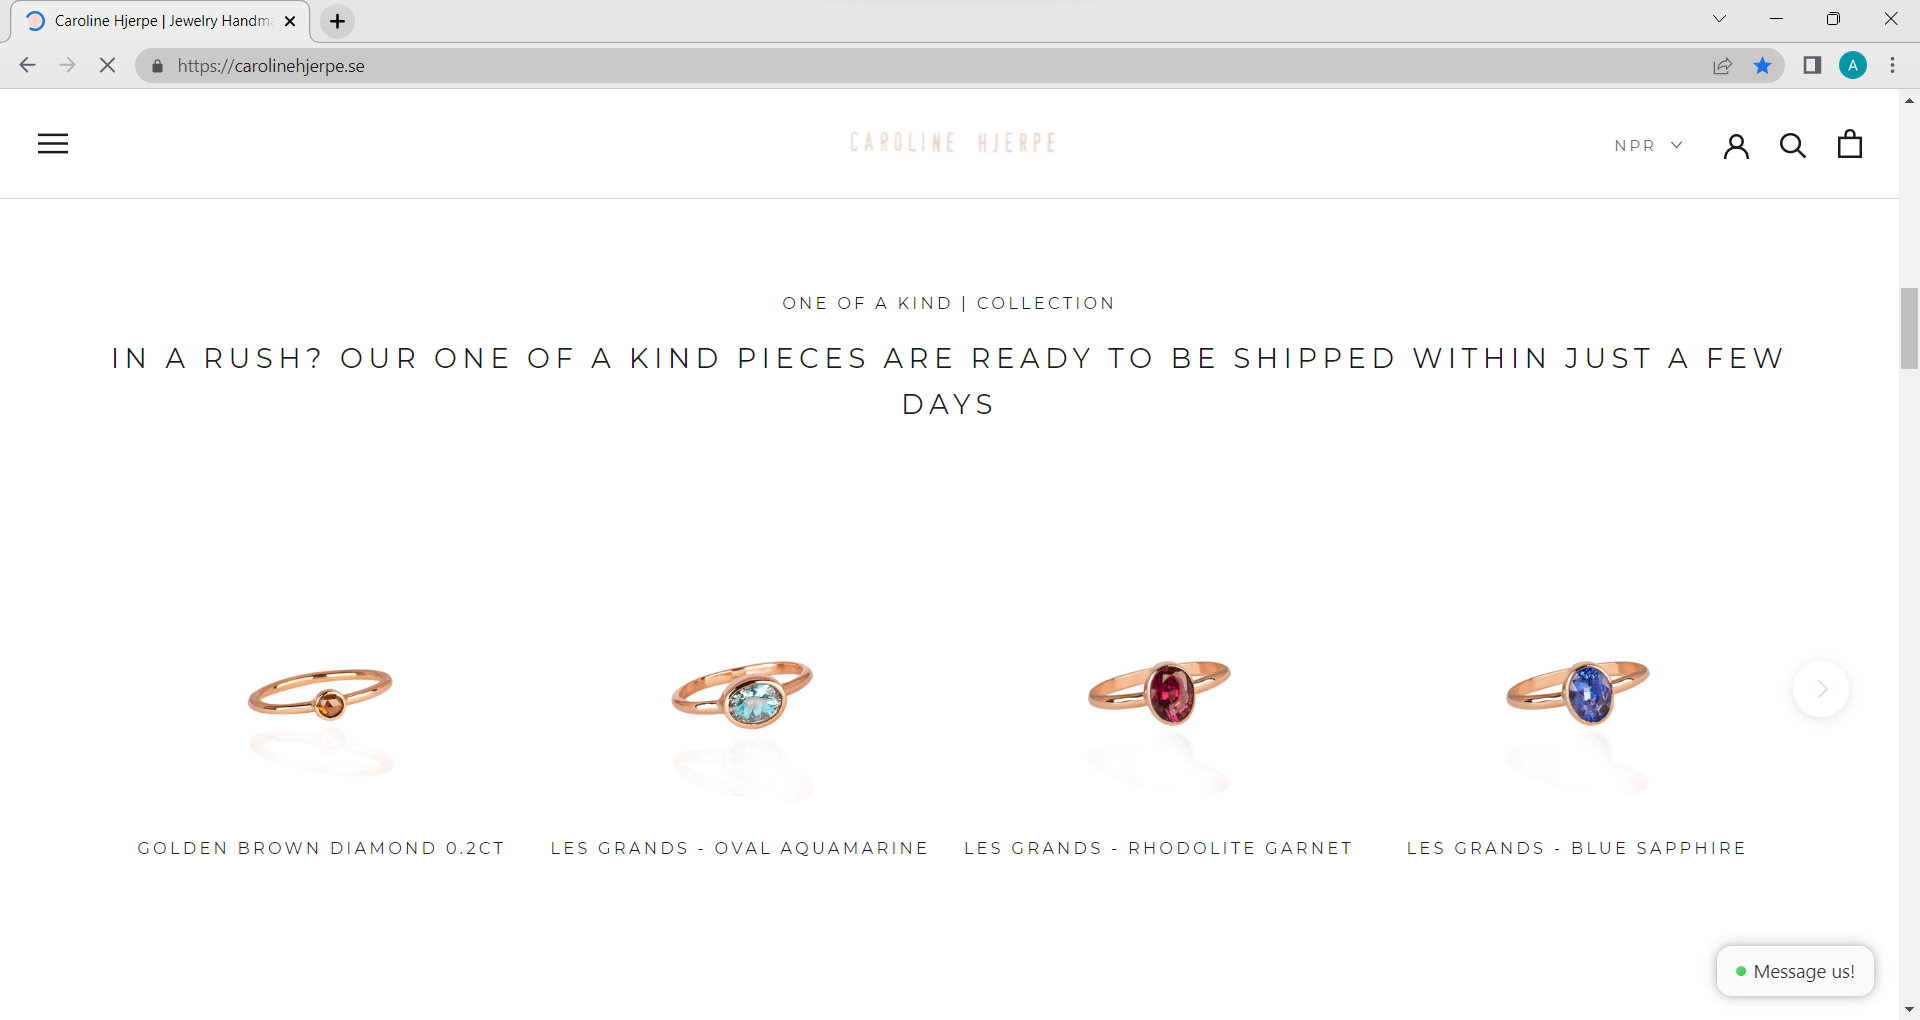 Caroline Hjerpe | Jewelry Handm
https://carolinehjerpe.se
A
CAROLINE HJERPE
NPR
ONE OF A KIND | COLLECTION
IN A RUSH? OUR ONE OF A KIND PIECES ARE READY TO BE SHIPPED WITHIN JUST A FEW
DAYS
GOLDEN BROWN DIAMOND 0.2CT
LES GRANDS - OVAL AQUAMARINE
LES GRANDS - RHODOLITE GARNET
LES GRANDS - BLUE SAPPHIRE
Message us!